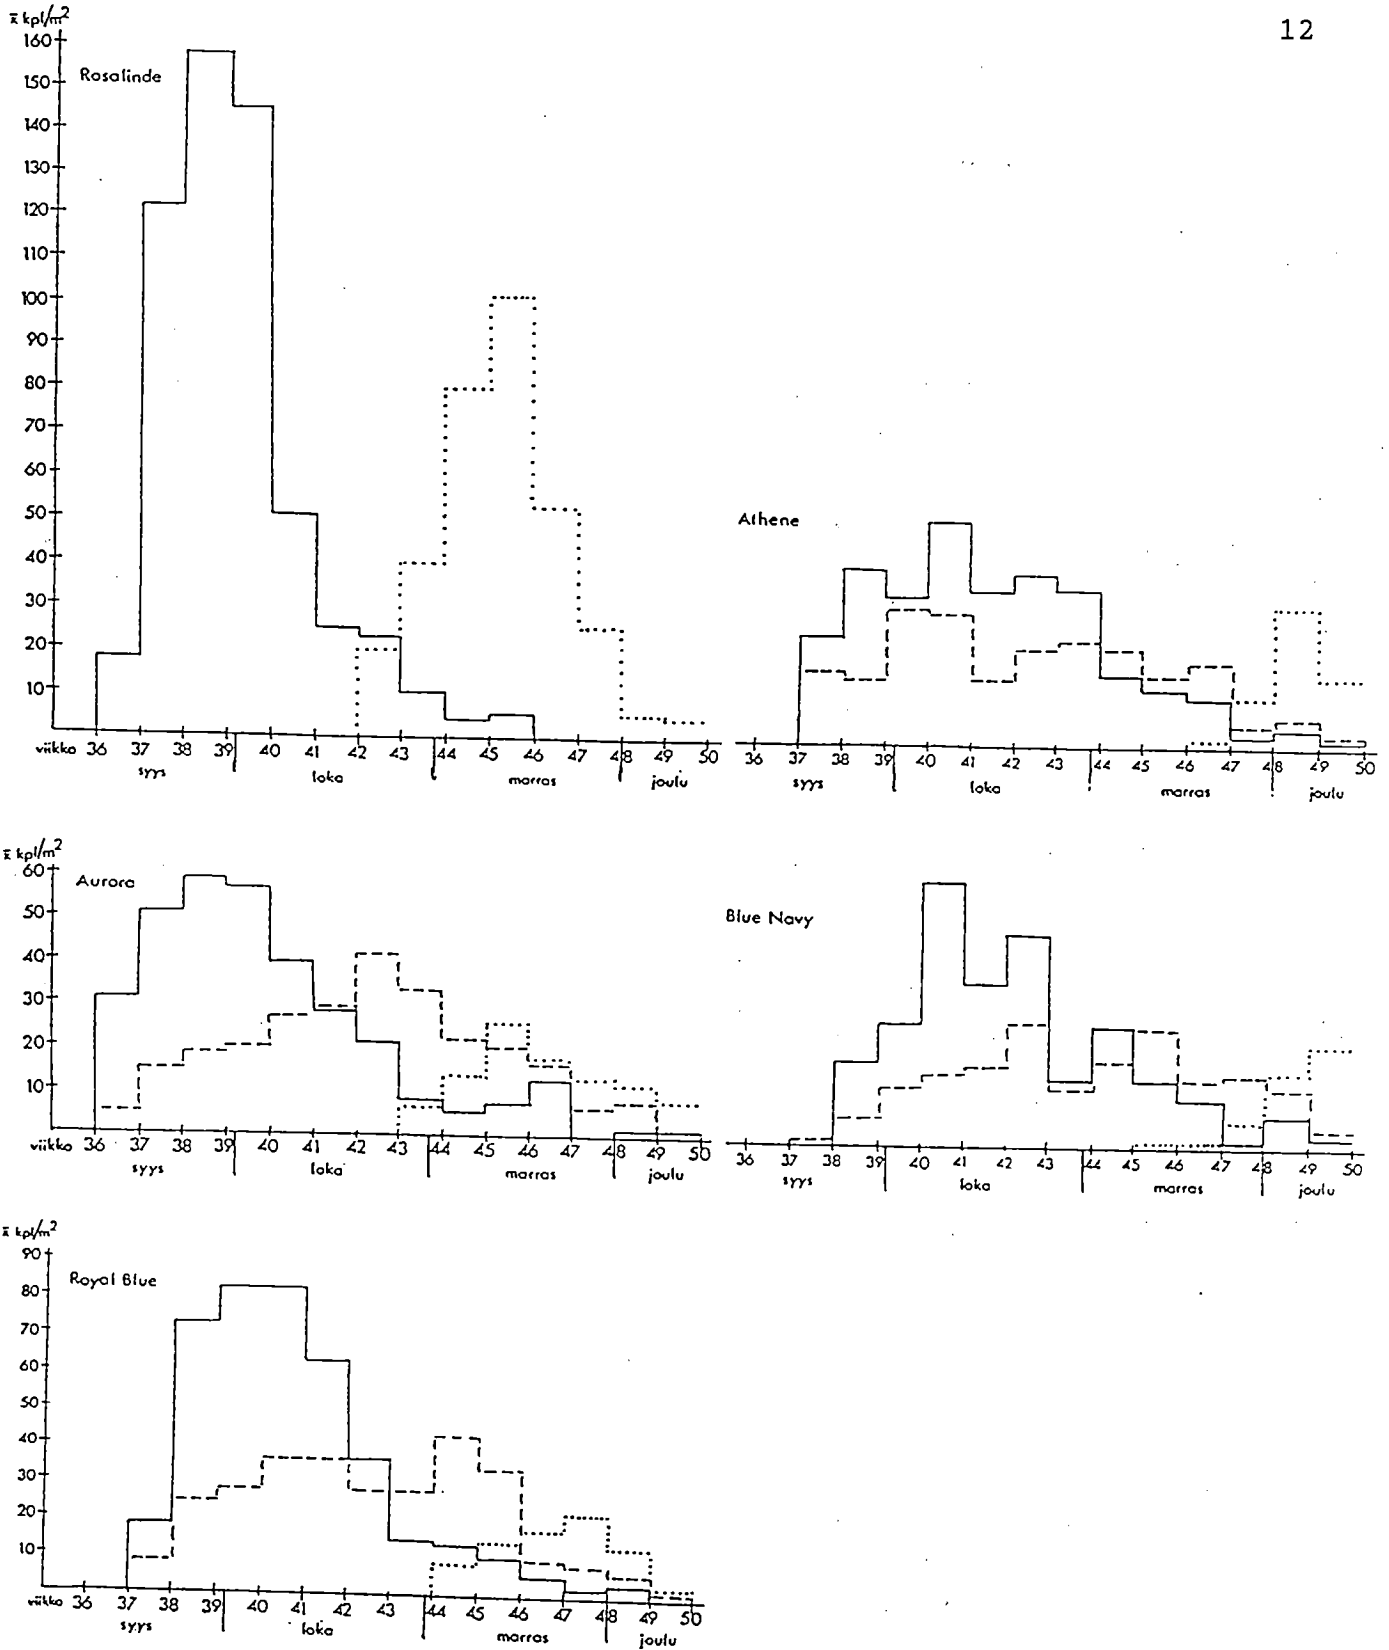 12
x̄ kpl/m²
160
Rosalinde
150
140
130
120
110
100
90
80
70
60
50
40
30
20
10
viikko 36 37 38 39 40 41 42 43 44 45 46 47 48 49 50
syys loka marras joulu
Athene
36 37 38 39 40 41 42 43 44 45 46 47 48 49 50
syys loka marras joulu
x̄ kpl/m²
60
Aurora
50
40
30
20
10
viikko 36 37 38 39 40 41 42 43 44 45 46 47 48 49 50
syys loka marras joulu
Blue Navy
36 37 38 39 40 41 42 43 44 45 46 47 48 49 50
syys loka marras joulu
x̄ kpl/m²
90
Royal Blue
80
70
60
50
40
30
20
10
viikko 36 37 38 39 40 41 42 43 44 45 46 47 48 49 50
syys loka marras joulu